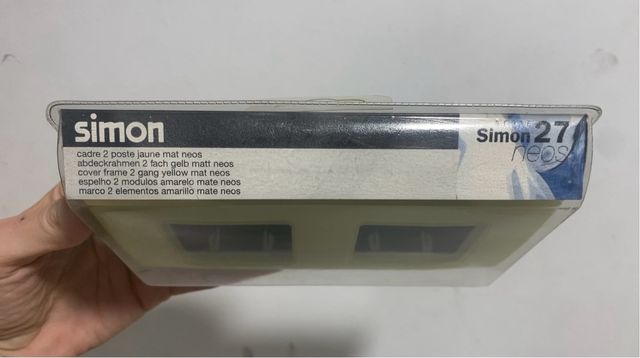 simon
cadre 2 poste jaune mat neos
abdeckrahmen 2 fach gelb matt neos
cover frame 2 gang yellow mat neos
espelho 2 modulos amarelo mate neos
marco 2 elementos amarillo mate neos
Simon 27
neos